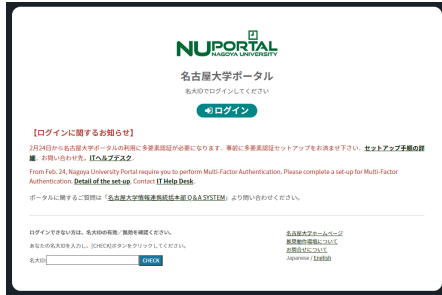 NUPORTAL
NAGOYA UNIVERSITY
名古屋大学ポータル
名大IDでログインしてください
ログイン
【ログインに関するお知らせ】
2月24日から名古屋大学ポータルの利用に多要素認証が必要になります．事前に多要素認証セットアップをお済ませ下さい．セットアップ手順の詳
細．お問い合わせ先，ITヘルプデスク．
From Feb. 24, Nagoya University Portal require you to perform Multi-Factor Authentication. Please complete a set-up for Multi-Factor
Authentication. Detail of the set-up. Contact IT Help Desk.
ポータルに関するご質問は「名古屋大学情報連携統括本部 Q&A SYSTEM」より問い合わせください。
ログインできない方は、名大IDの有効／無効を確認ください。
あなたの名大IDを入力し、[CHECK]ボタンをクリックしてください。
名大ID: CHECK
名古屋大学ホームページ
推奨動作環境について
お問合せについて
Japanese / English